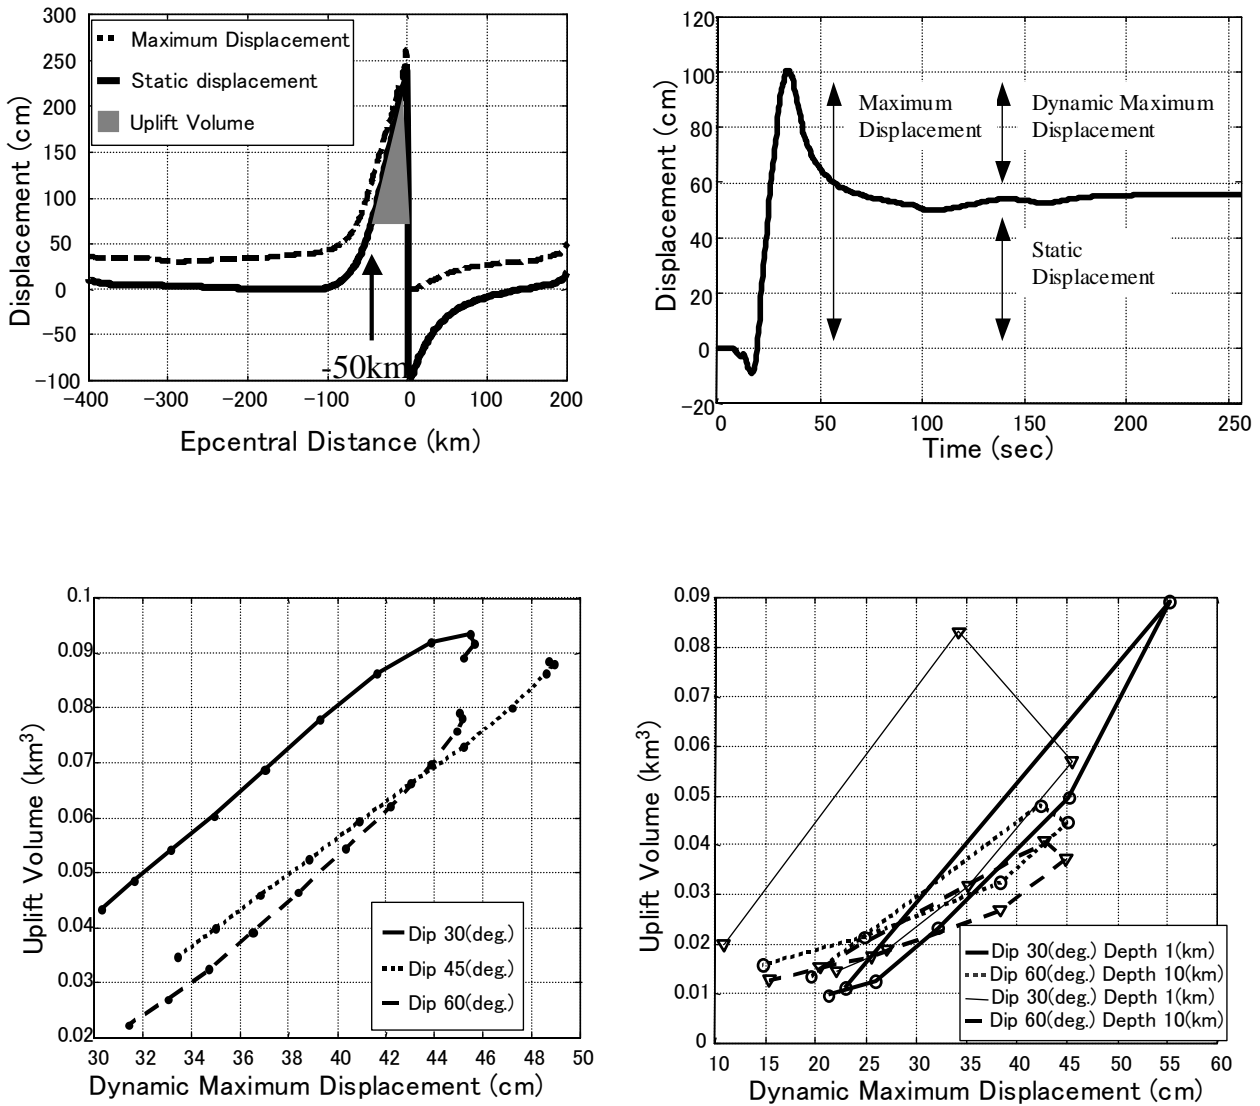 300
250
200
150
100
50
0
−50
−100
Displacement (cm)
Maximum Displacement
Static displacement
Uplift Volume
-50km
−400
−300
−200
−100
0
100
200
Epcentral Distance (km)
120
100
80
60
40
20
0
−20
Displacement (cm)
Maximum
Displacement
Dynamic Maximum
Displacement
Static
Displacement
0
50
100
150
200
250
Time (sec)
0.1
0.09
0.08
0.07
0.06
0.05
0.04
0.03
0.02
Uplift Volume (km³)
Dip 30(deg.)
Dip 45(deg.)
Dip 60(deg.)
30
32
34
36
38
40
42
44
46
48
50
Dynamic Maximum Displacement (cm)
0.09
0.08
0.07
0.06
0.05
0.04
0.03
0.02
0.01
0
Uplift Volume (km³)
Dip 30(deg.) Depth 1(km)
Dip 60(deg.) Depth 10(km)
Dip 30(deg.) Depth 1(km)
Dip 60(deg.) Depth 10(km)
10
15
20
25
30
35
40
45
50
55
60
Dynamic Maximum Displacement (cm)